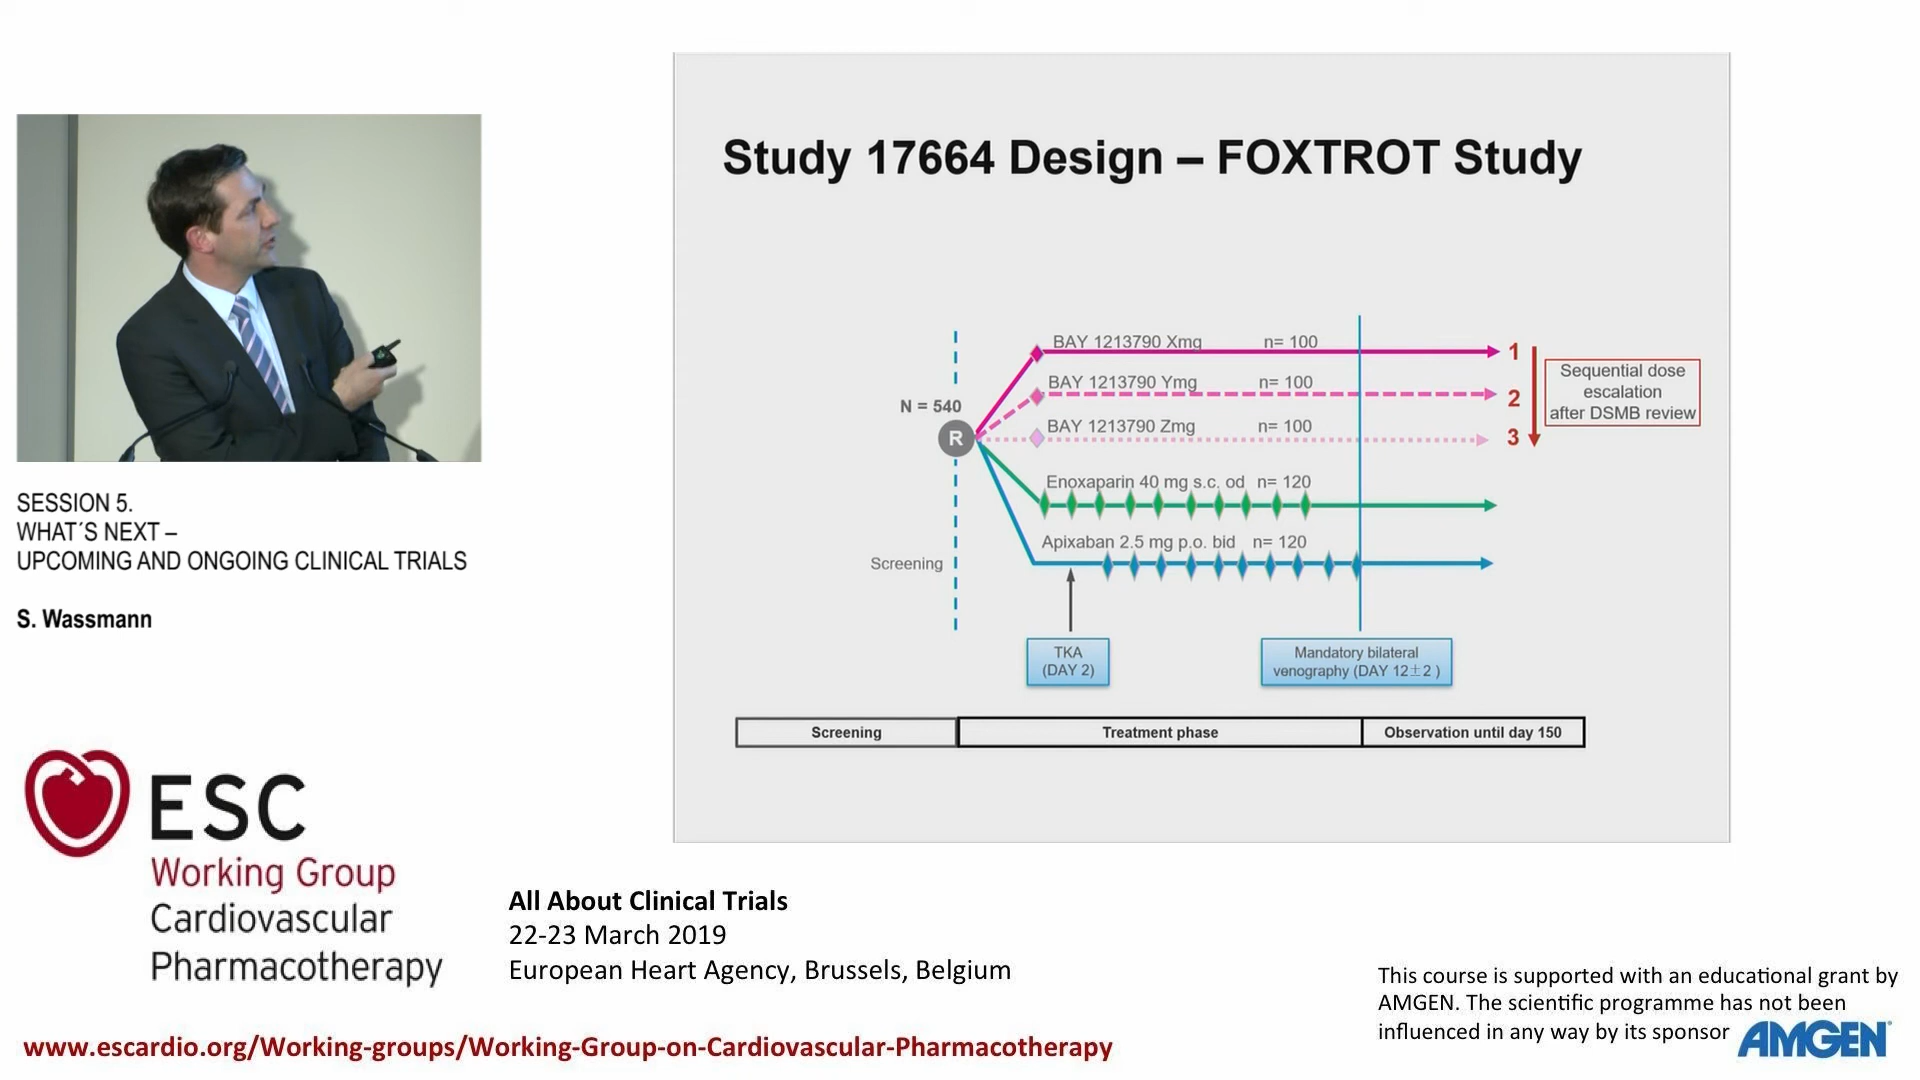 Study 17664 Design – FOXTROT Study
BAY 1213790 Xmg n= 100
1
BAY 1213790 Ymg n= 100
2
BAY 1213790 Zmg n= 100
3
Sequential dose
escalation
after DSMB review
N = 540
R
Enoxaparin 40 mg s.c. od n= 120
Apixaban 2.5 mg p.o. bid n= 120
Screening
TKA
(DAY 2)
Mandatory bilateral
venography (DAY 12±2 )
Screening
Treatment phase
Observation until day 150
SESSION 5.
WHAT´S NEXT –
UPCOMING AND ONGOING CLINICAL TRIALS
S. Wassmann
ESC
Working Group
Cardiovascular
Pharmacotherapy
All About Clinical Trials
22-23 March 2019
European Heart Agency, Brussels, Belgium
This course is supported with an educational grant by
AMGEN. The scientific programme has not been
influenced in any way by its sponsor
AMGEN®
www.escardio.org/Working-groups/Working-Group-on-Cardiovascular-Pharmacotherapy